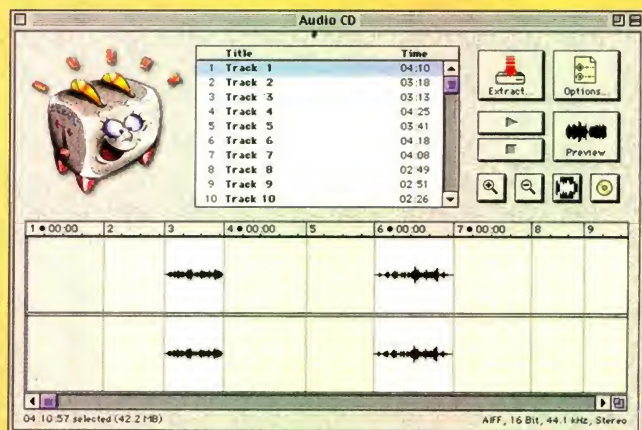 Audio CD
Title Time
1 Track 1 04:10
2 Track 2 03:18
3 Track 3 03:13
4 Track 4 04:25
5 Track 5 03:41
6 Track 6 04:18
7 Track 7 04:08
8 Track 8 02:49
9 Track 9 02:51
10 Track 10 02:26
Extract... Options...
Preview
1 • 00:00 2 3 4 • 00:00 5 6 • 00:00 7 • 00:00 8 9
04:10:57 selected (42.2 MB) AIFF, 16 Bit, 44.1 kHz, Stereo